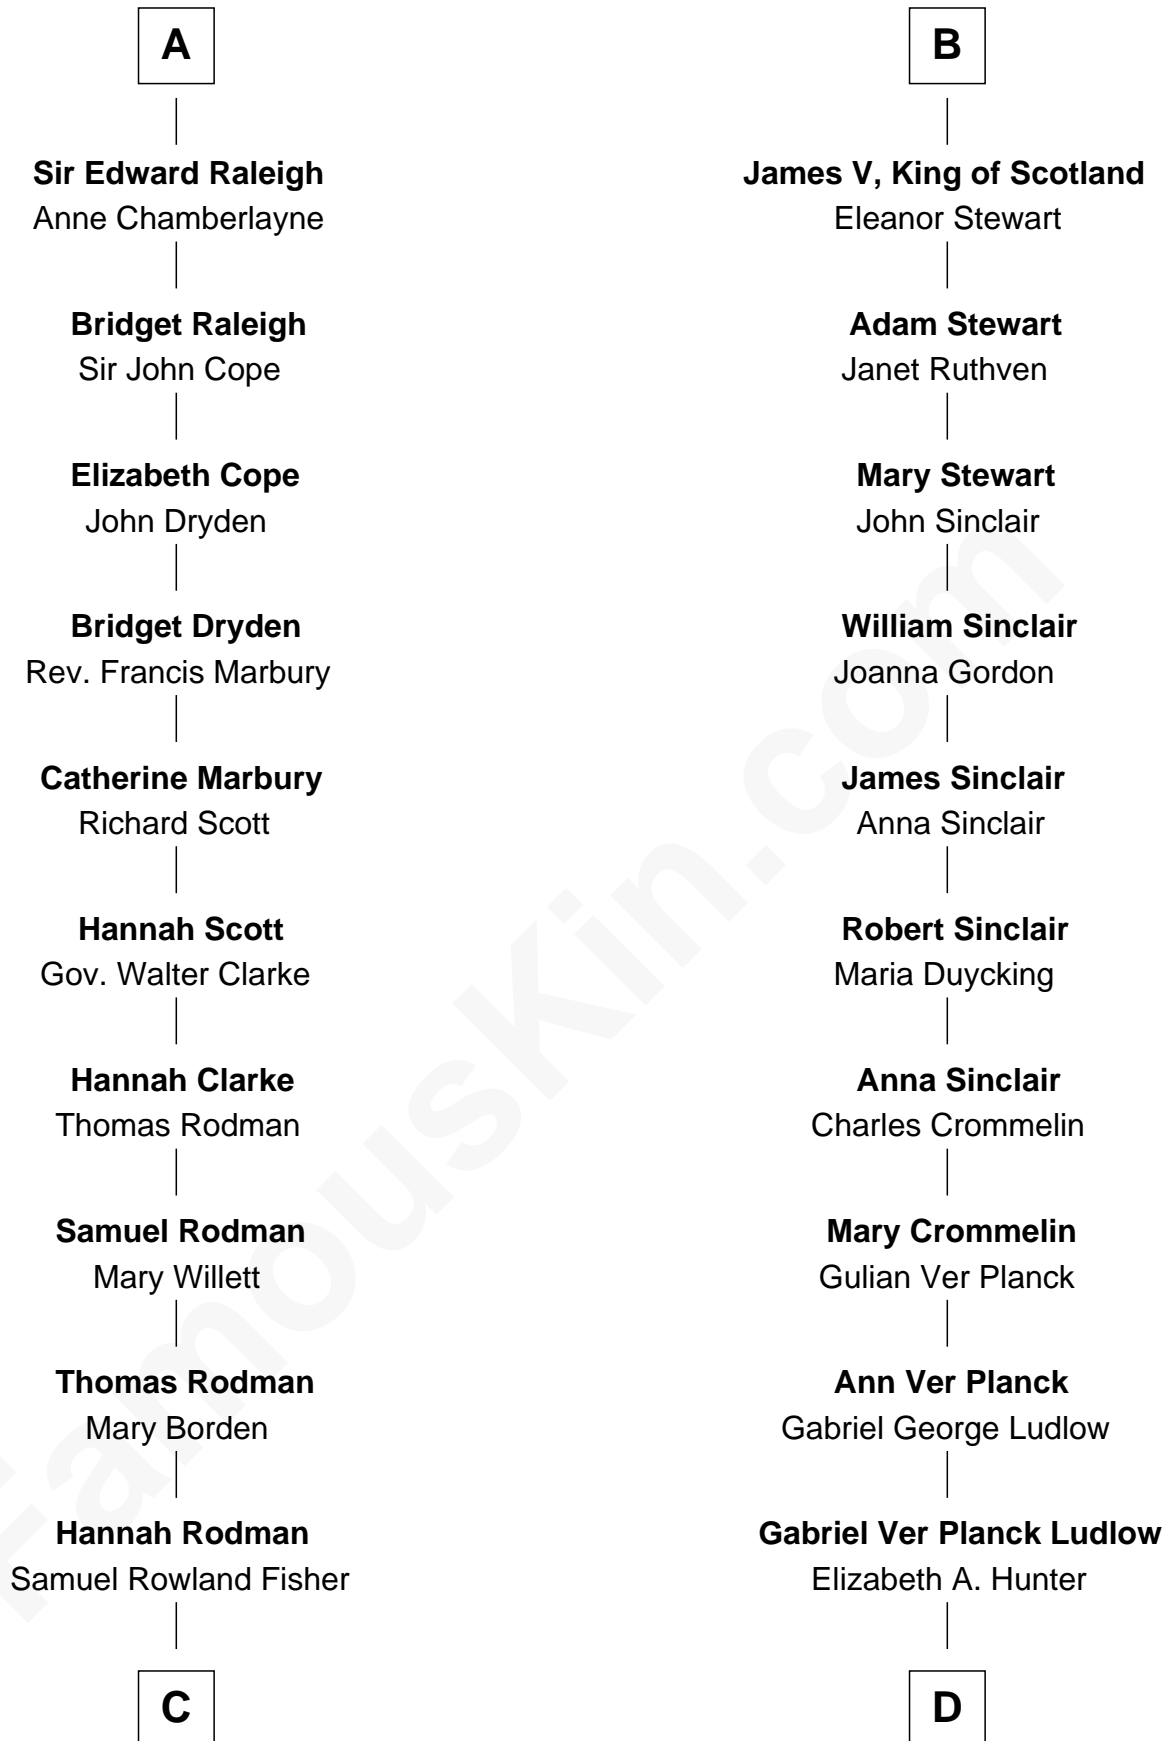 A
Sir Edward Raleigh
Anne Chamberlayne
Bridget Raleigh
Sir John Cope
Elizabeth Cope
John Dryden
Bridget Dryden
Rev. Francis Marbury
Catherine Marbury
Richard Scott
Hannah Scott
Gov. Walter Clarke
Hannah Clarke
Thomas Rodman
Samuel Rodman
Mary Willett
Thomas Rodman
Mary Borden
Hannah Rodman
Samuel Rowland Fisher
C
B
James V, King of Scotland
Eleanor Stewart
Adam Stewart
Janet Ruthven
Mary Stewart
John Sinclair
William Sinclair
Joanna Gordon
James Sinclair
Anna Sinclair
Robert Sinclair
Maria Duycking
Anna Sinclair
Charles Crommelin
Mary Crommelin
Gulian Ver Planck
Ann Ver Planck
Gabriel George Ludlow
Gabriel Ver Planck Ludlow
Elizabeth A. Hunter
D
FamousKin.com